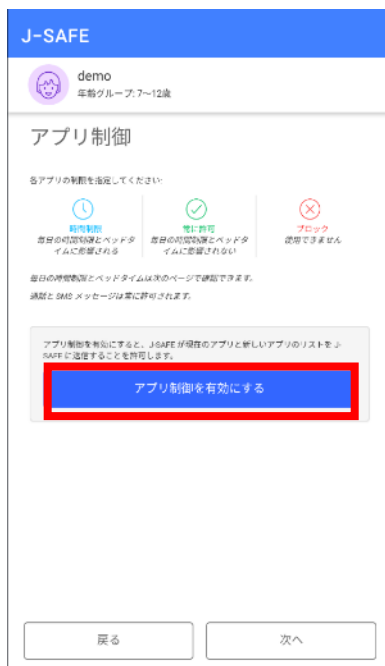 J-SAFE
demo
年齢グループ: 7～12歳
アプリ制御
各アプリの制限を指定してください:
時間制限
毎日の時間制限とベッドタ
イムに影響される
常に許可
毎日の時間制限とベッドタ
イムに影響されない
ブロック
使用できません
毎日の時間制限とベッドタイムは次のページで確認できます。
通話と SMS メッセージは常に許可されます。
アプリ制御を有効にすると、J-SAFE が現在のアプリと新しいアプリのリストを J-
SAFE に送信することを許可します。
アプリ制御を有効にする
戻る
次へ